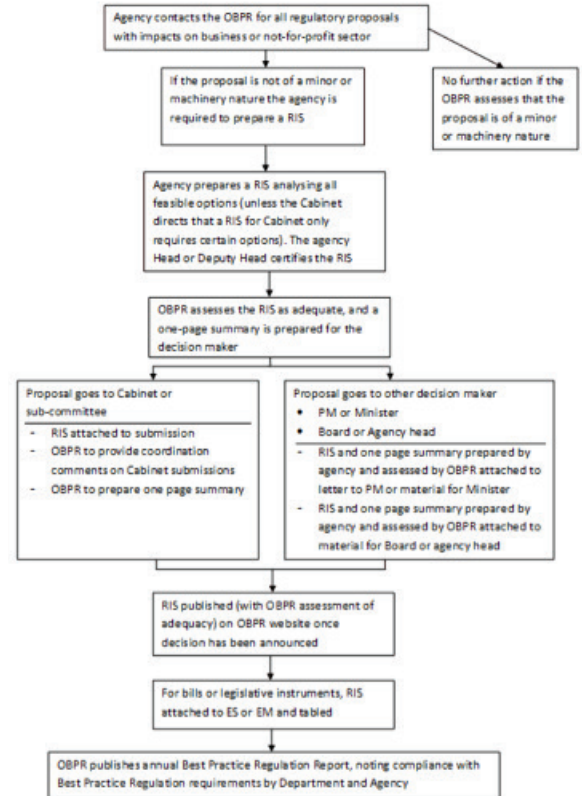 Agency contacts the OBPR for all regulatory proposals
with impacts on business or not-for-profit sector
If the proposal is not of a minor or
machinery nature the agency is
required to prepare a RIS
No further action if the
OBPR assesses that the
proposal is of a minor
or machinery nature
Agency prepares a RIS analysing all
feasible options (unless the Cabinet
directs that a RIS for Cabinet only
requires certain options). The agency
Head or Deputy Head certifies the RIS
OBPR assesses the RIS as adequate, and a
one-page summary is prepared for the
decision maker
Proposal goes to Cabinet or
sub-committee
- RIS attached to submission
- OBPR to provide coordination
comments on Cabinet submissions
- OBPR to prepare one page summary
Proposal goes to other decision maker
• PM or Minister
• Board or Agency head
- RIS and one page summary prepared by
agency and assessed by OBPR attached to
letter to PM or material for Minister
- RIS and one page summary prepared by
agency and assessed by OBPR attached to
material for Board or agency head
RIS published (with OBPR assessment of
adequacy) on OBPR website once
decision has been announced
For bills or legislative instruments, RIS
attached to ES or EM and tabled
OBPR publishes annual Best Practice Regulation Report, noting compliance with
Best Practice Regulation requirements by Department and Agency